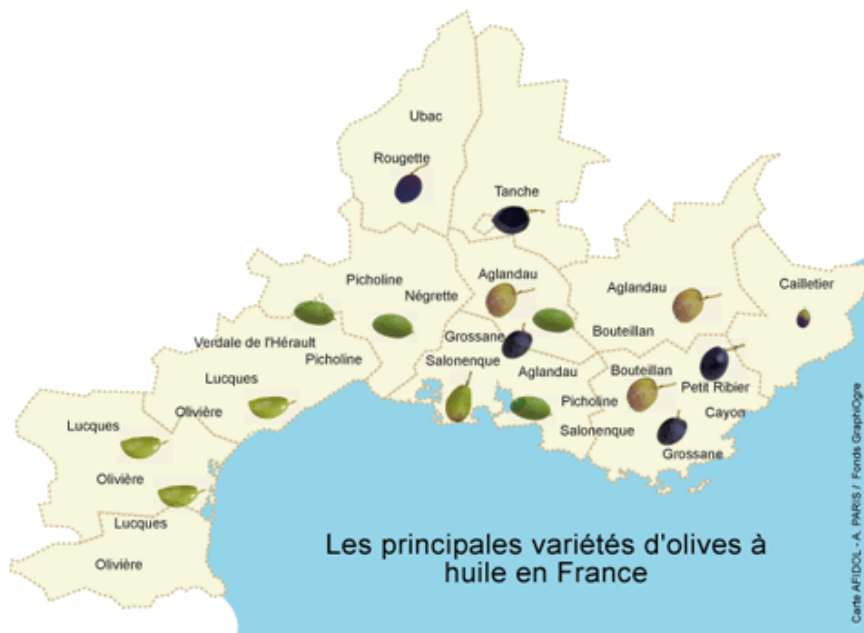 Ubac
Rougette
Tanche
Picholine
Négrette
Aglandau
Aglandau
Bouteillan
Cailletier
Verdale de l'Hérault
Picholine
Grossane
Salonenque
Aglandau
Picholine
Salonenque
Bouteillan
Petit Ribier
Cayon
Grossane
Lucques
Olivière
Lucques
Olivière
Lucques
Olivière
Les principales variétés d'olives à
huile en France
Carte AFIDOL - A. PARIS / Fonds GraphiOgre